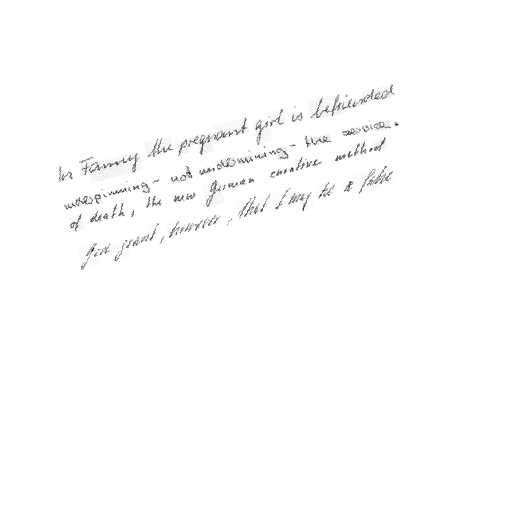 In Fanny the pregnant girl is befriended
underpinning - not undermining - the service.
of death, the new German curative method
God grant, however, that I may be a false